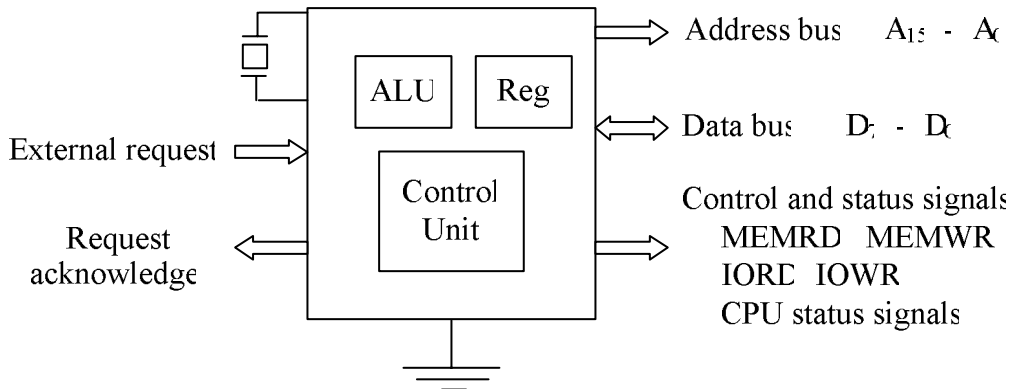 Address bus A15 - A0
ALU Reg
Data bus D7 - D0
External request
Control Unit
Control and status signals
MEMRD MEMWR
IORD IOWR
CPU status signals
Request
acknowledge